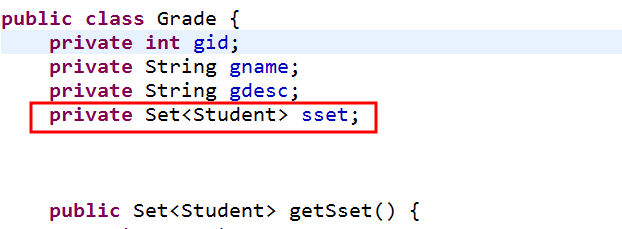 public class Grade {
private int gid;
private String gname;
private String gdesc;
private Set<Student> sset;
public Set<Student> getSset() {